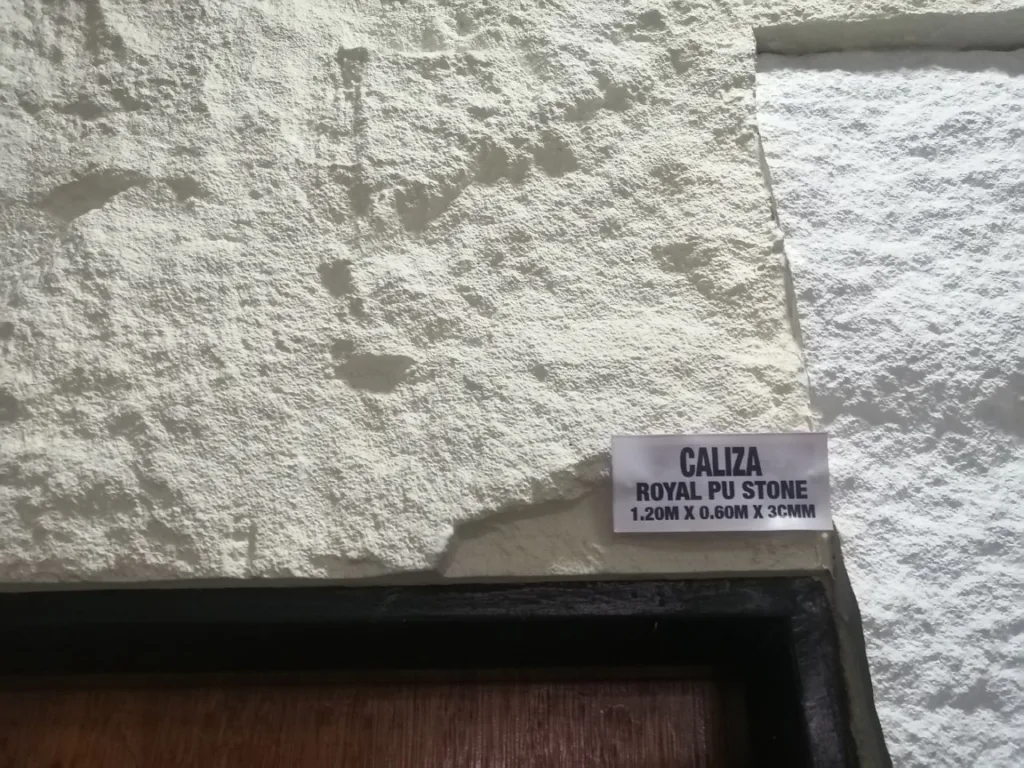 CALIZA
ROYAL PU STONE
1.20M X 0.60M X 3CMM